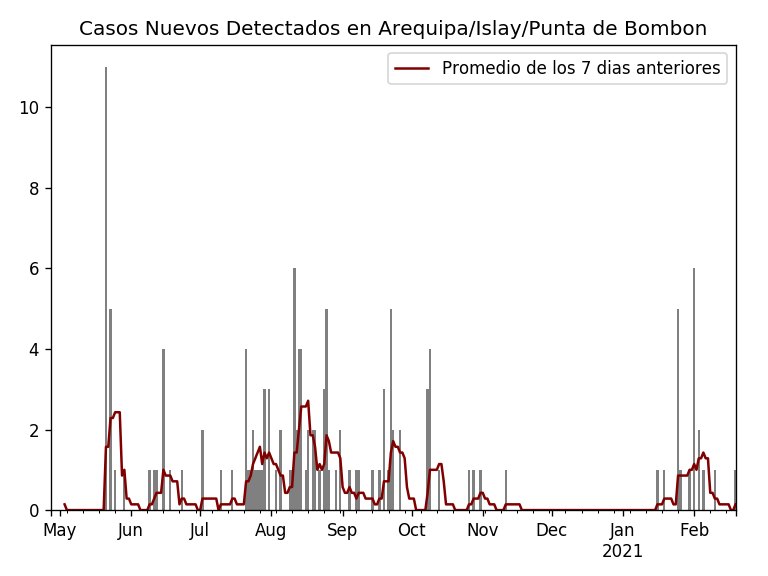 Casos Nuevos Detectados en Arequipa/Islay/Punta de Bombon
Promedio de los 7 dias anteriores
10
8
6
4
2
0
May Jun Jul Aug Sep Oct Nov Dec Jan Feb
2021